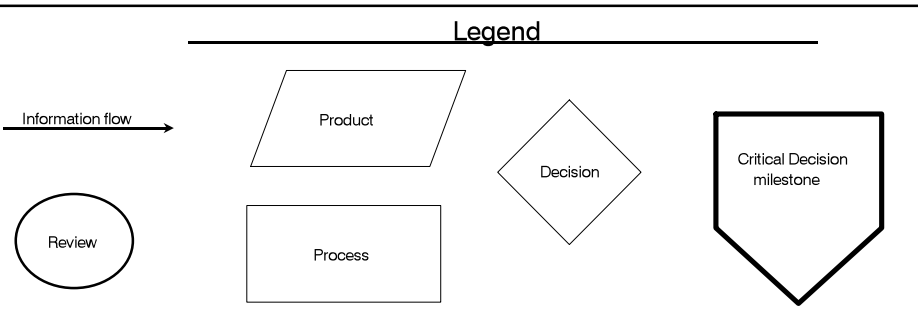 Legend
Information flow
Product
Decision
Critical Decision
milestone
Review
Process